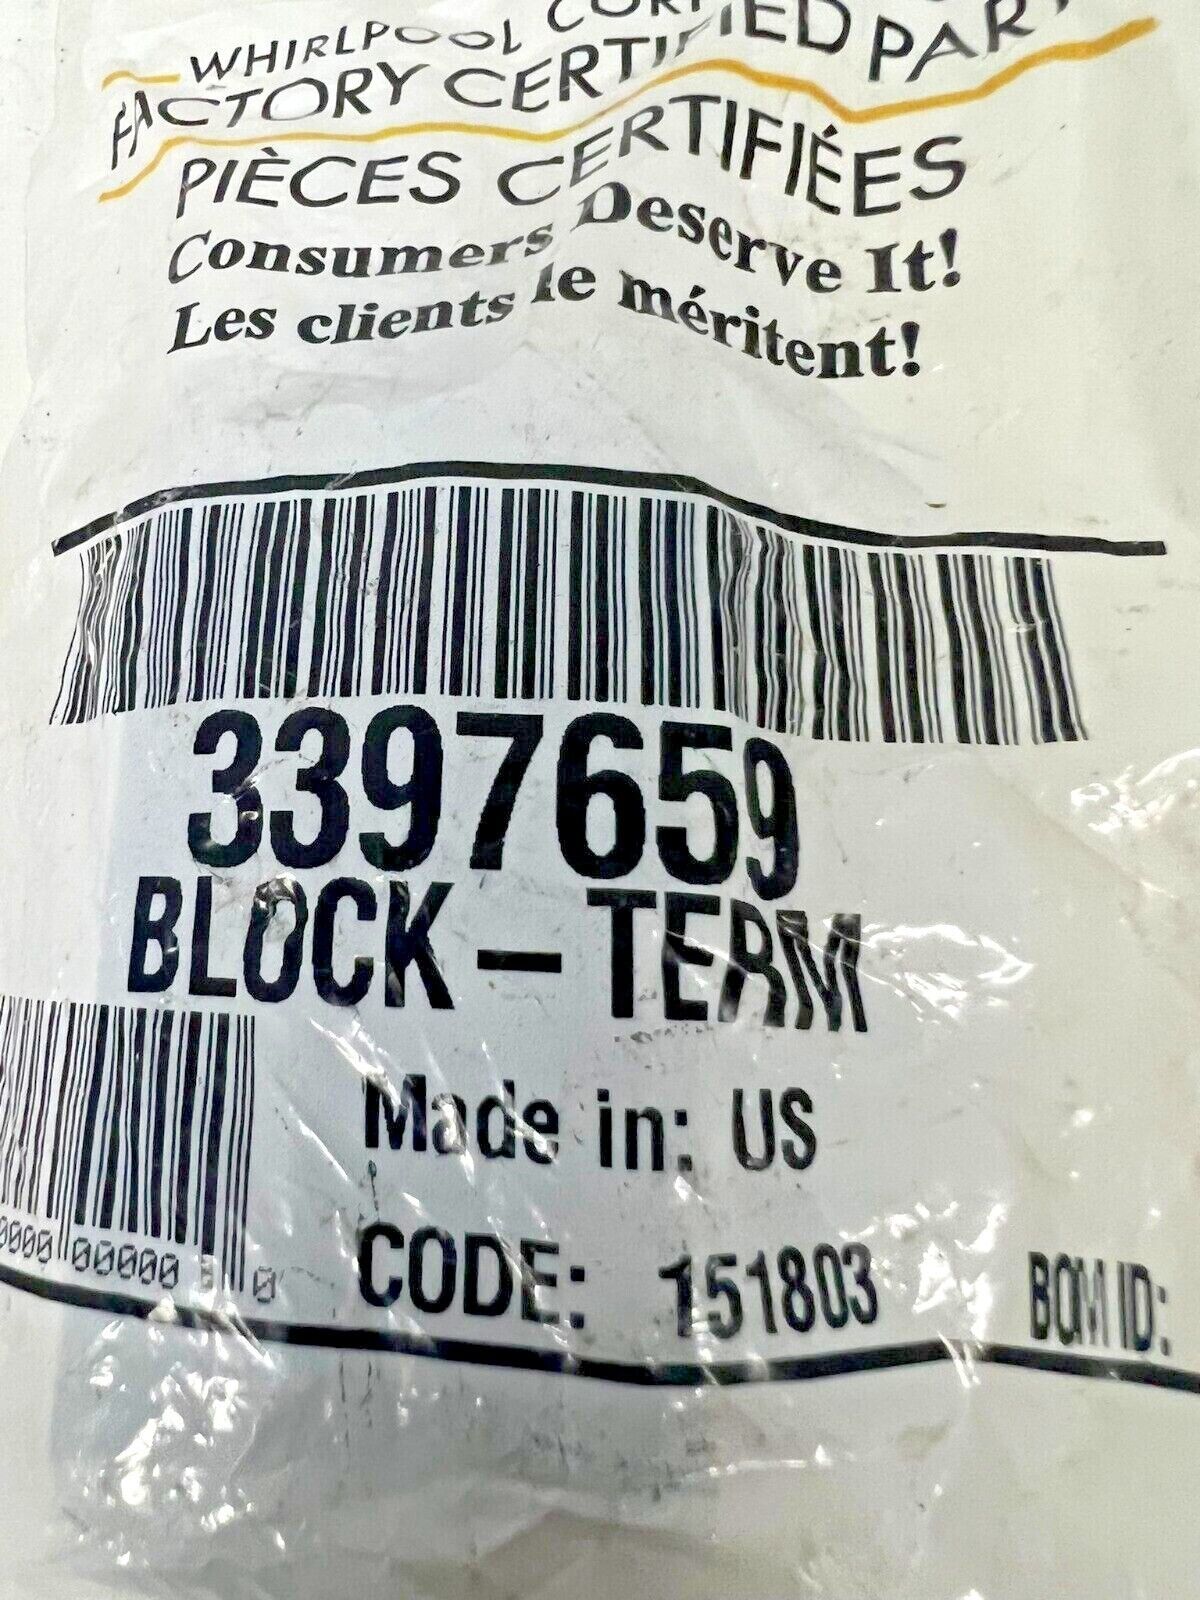 WHIRLPOOL
FACTORY CERTIFIED PART
PIÈCES CERTIFIÉES
Consumers Deserve It!
Les clients le méritent!
3397659
BLOCK-TERM
Made in: US
CODE: 151803 BOM ID: